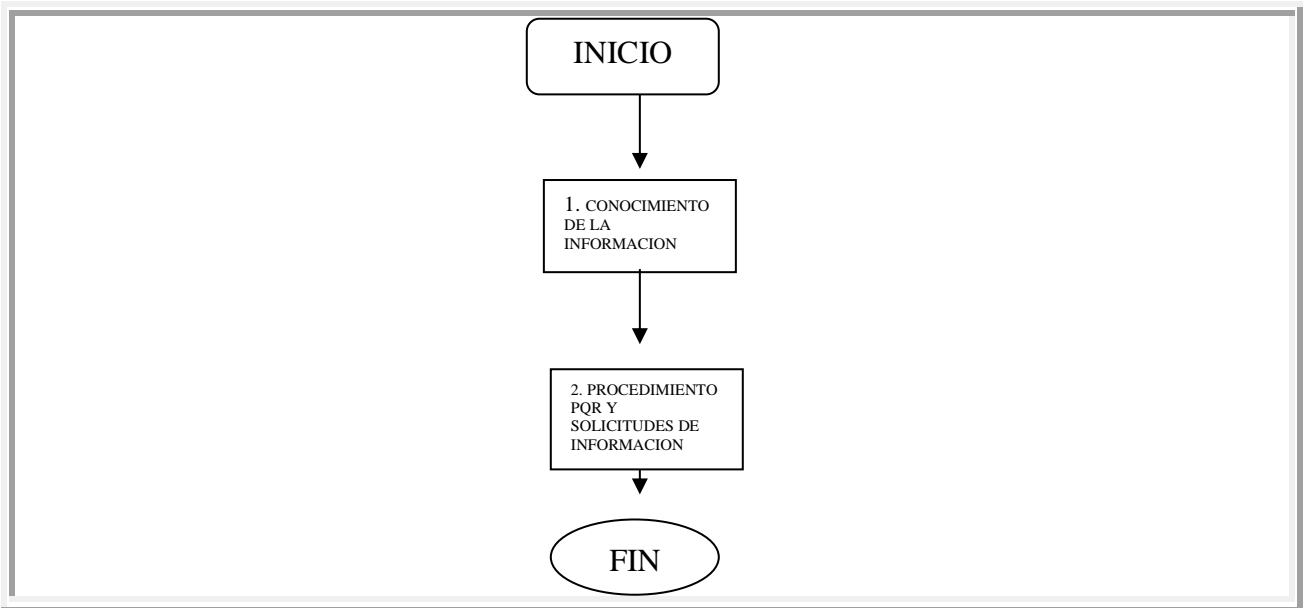 INICIO
1. CONOCIMIENTO
DE LA
INFORMACION
2. PROCEDIMIENTO
PQR Y
SOLICITUDES DE
INFORMACION
FIN